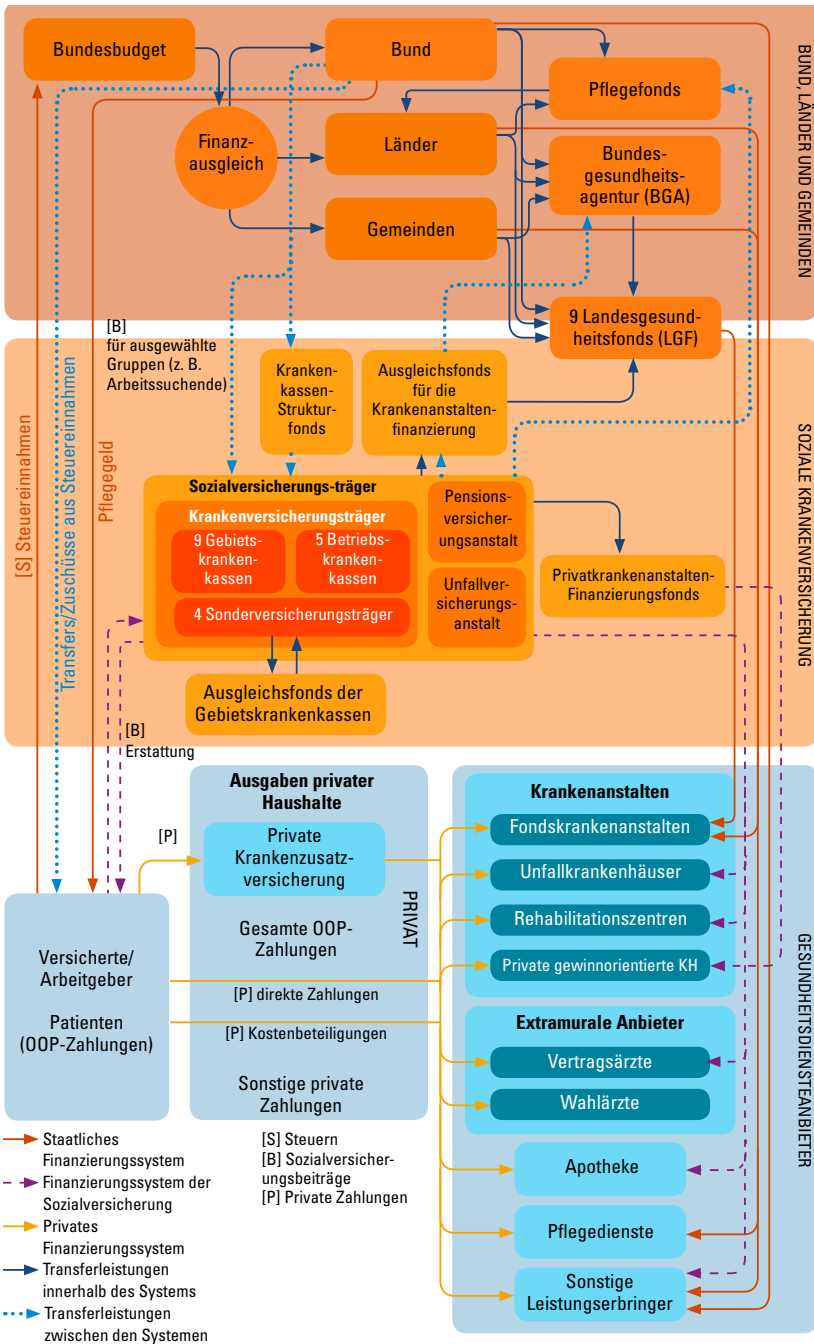 Bundesbudget
Bund
Pflegefonds
Finanz-
ausgleich
Länder
Bundes-
gesundheits-
agentur (BGA)
Gemeinden
9 Landesgesund-
heitsfonds (LGF)
BUND, LÄNDER UND GEMEINDEN
[B]
für ausgewählte
Gruppen (z. B.
Arbeitssuchende)
Kranken-
kassen-
Struktur-
fonds
Ausgleichsfonds
für die
Krankenanstalten-
finanzierung
[S] Steuereinnahmen
Transfers/Zuschüsse aus Steuereinnahmen
Pflegegeld
Sozialversicherungs-träger
Krankenversicherungsträger
9 Gebiets-
kranken-
kassen
5 Betriebs-
kranken-
kassen
4 Sonderversicherungsträger
Pensions-
versicher-
ungsanstalt
Unfallver-
sicherungs-
anstalt
Privatkrankenanstalten-
Finanzierungsfonds
Ausgleichsfonds der
Gebietskrankenkassen
SOZIALE KRANKENVERSICHERUNG
[B]
Erstattung
[P]
Ausgaben privater
Haushalte
Private
Krankenzusatz-
versicherung
PRIVAT
Gesamte OOP-
Zahlungen
[P] direkte Zahlungen
[P] Kostenbeteiligungen
Sonstige private
Zahlungen
Versicherte/
Arbeitgeber
Patienten
(OOP-Zahlungen)
Krankenanstalten
Fondskrankenanstalten
Unfallkrankenhäuser
Rehabilitationszentren
Private gewinnorientierte KH
Extramurale Anbieter
Vertragsärzte
Wahlärzte
Apotheke
Pflegedienste
Sonstige
Leistungserbringer
GESUNDHEITSDIENSTEANBIETER
Staatliches
Finanzierungssystem
Finanzierungssystem der
Sozialversicherung
Privates
Finanzierungssystem
Transferleistungen
innerhalb des Systems
Transferleistungen
zwischen den Systemen
[S] Steuern
[B] Sozialversicher-
ungsbeiträge
[P] Private Zahlungen